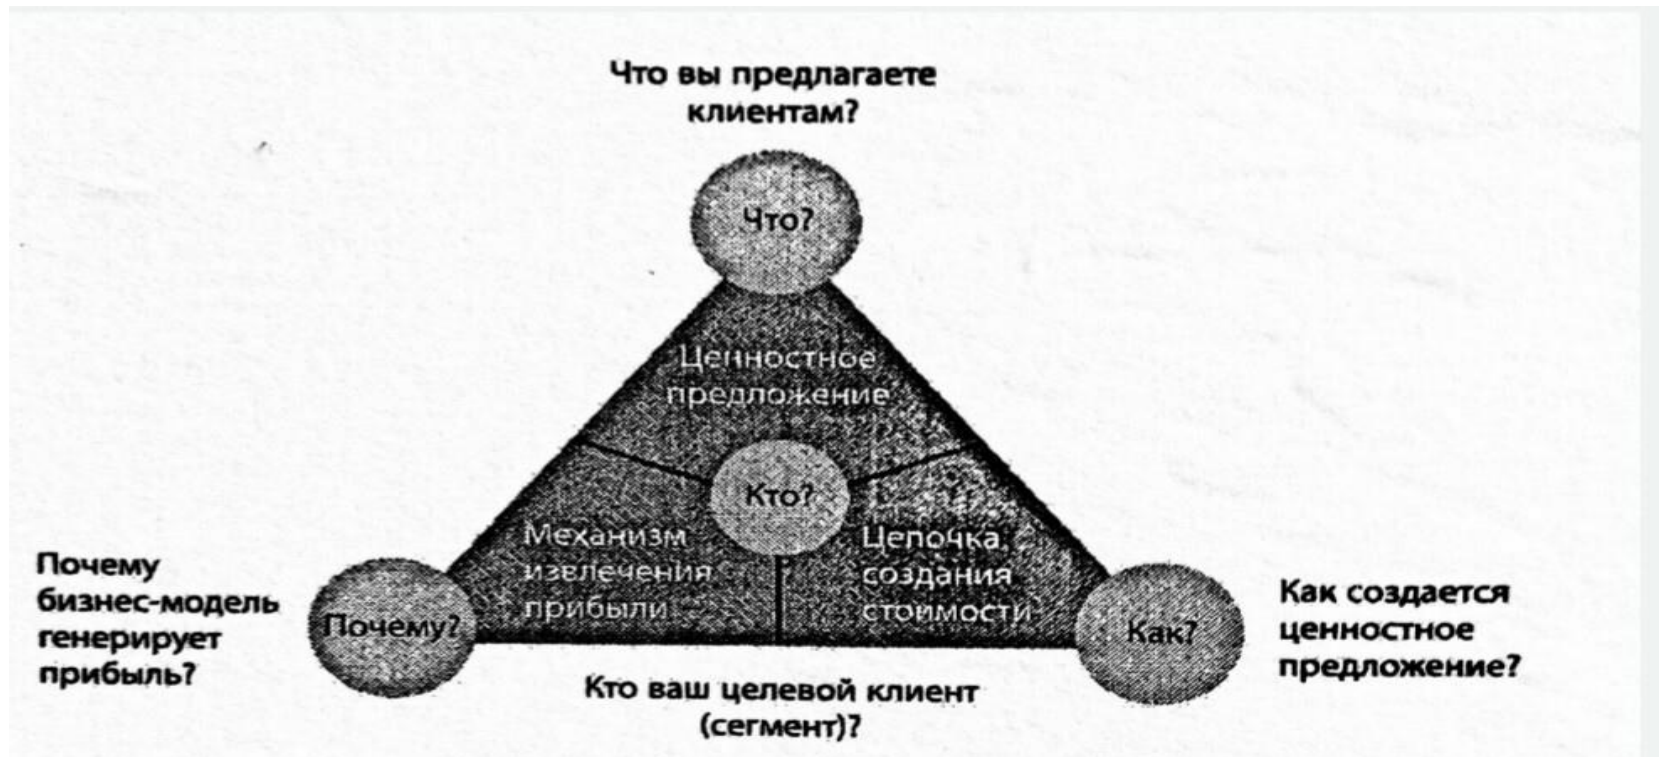 Что вы предлагаете
клиентам?
Что?
Ценностное
предложение
Кто?
Механизм
извлечения
прибыли
Цепочка
создания
стоимости
Почему
бизнес-модель
генерирует
прибыль?
Почему?
Как?
Как создается
ценностное
предложение?
Кто ваш целевой клиент
(сегмент)?